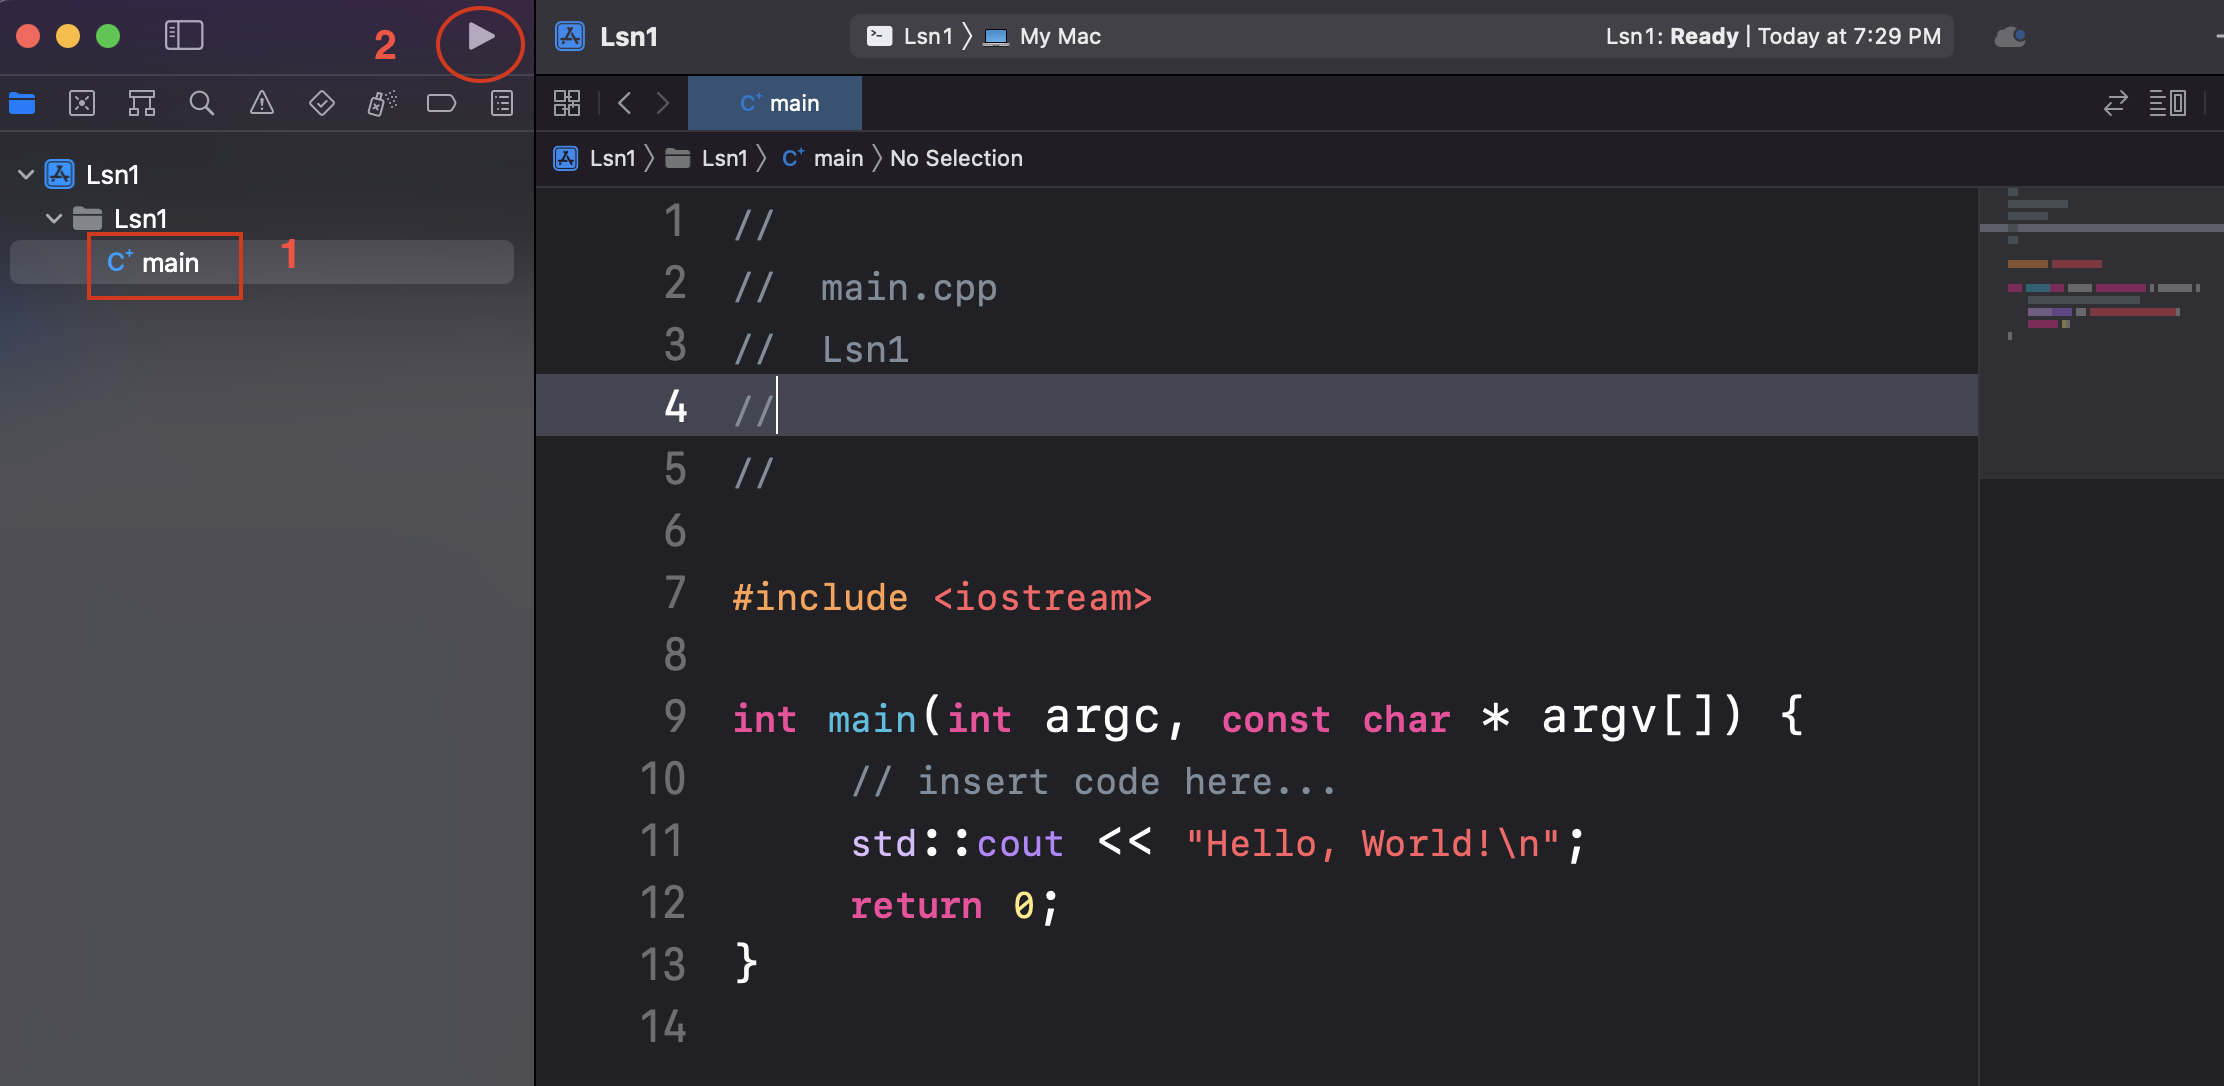 2
Lsn1
Lsn1 My Mac
Lsn1: Ready | Today at 7:29 PM
C+ main
Lsn1 Lsn1 C+ main No Selection
Lsn1
Lsn1
C+ main
1
1 //
2 //  main.cpp
3 //  Lsn1
4 //
5 //
6
7 #include <iostream>
8
9 int main(int argc, const char * argv[]) {
10     // insert code here...
11     std::cout << "Hello, World!\n";
12     return 0;
13 }
14